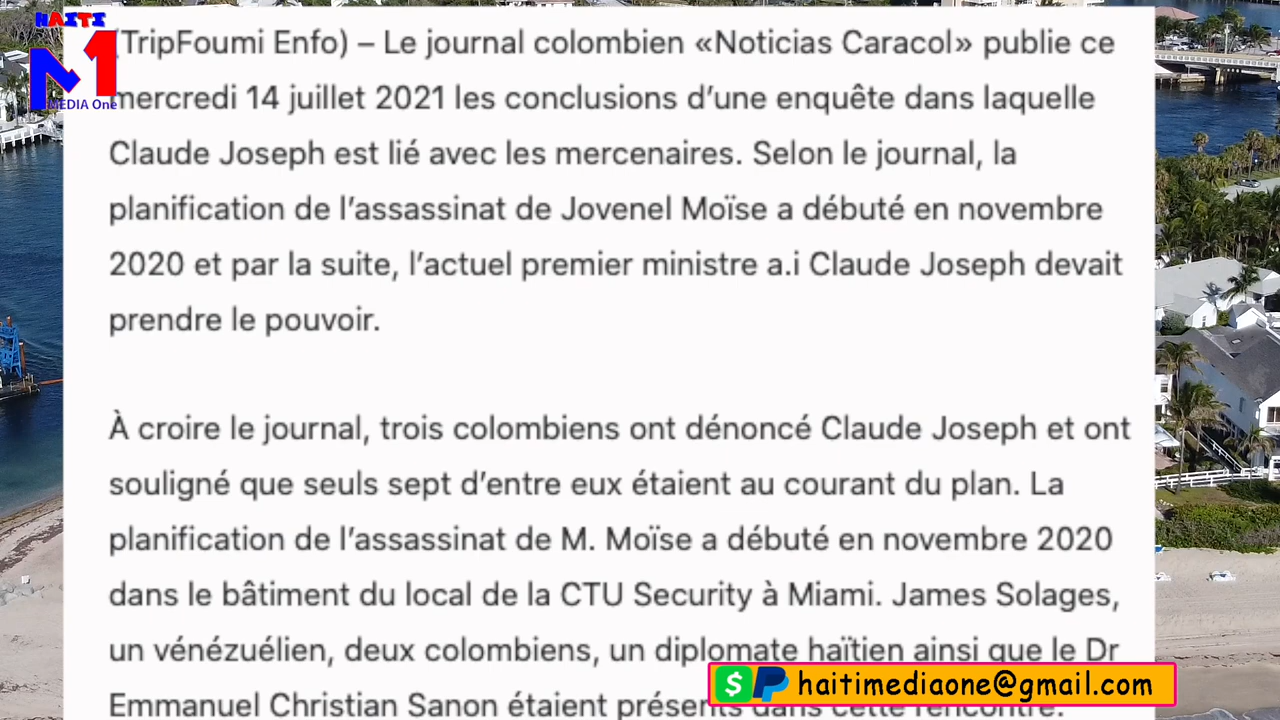 HAITI
M1
MEDIA One
(TripFoumi Enfo) – Le journal colombien «Noticias Caracol» publie ce
mercredi 14 juillet 2021 les conclusions d’une enquête dans laquelle
Claude Joseph est lié avec les mercenaires. Selon le journal, la
planification de l’assassinat de Jovenel Moïse a débuté en novembre
2020 et par la suite, l’actuel premier ministre a.i Claude Joseph devait
prendre le pouvoir.
À croire le journal, trois colombiens ont dénoncé Claude Joseph et ont
souligné que seuls sept d’entre eux étaient au courant du plan. La
planification de l’assassinat de M. Moïse a débuté en novembre 2020
dans le bâtiment du local de la CTU Security à Miami. James Solages,
un vénézuélien, deux colombiens, un diplomate haïtien ainsi que le Dr
Emmanuel Christian Sanon étaient présents dans cette rencontre.
$ haitimediaone@gmail.com